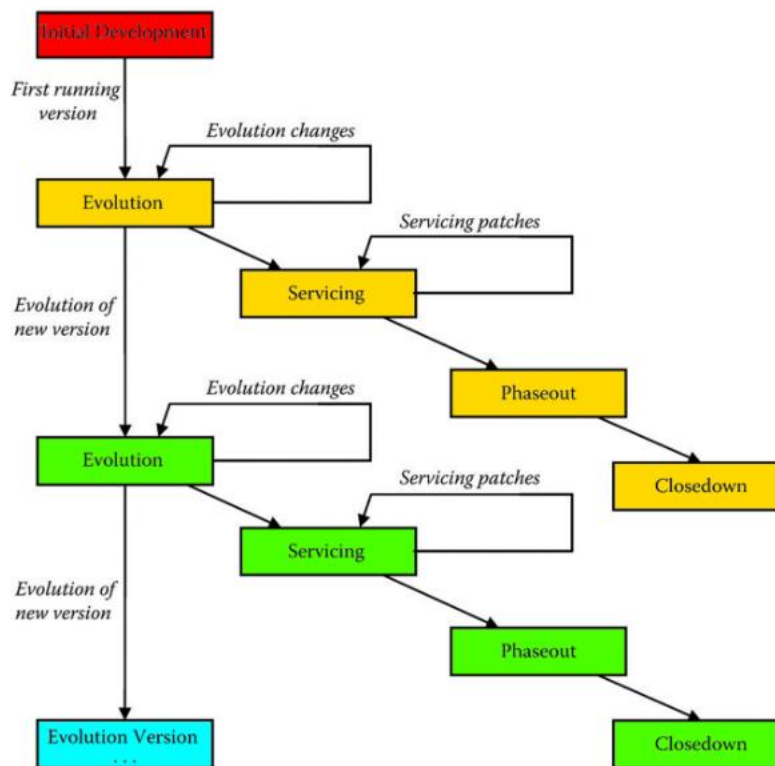 Initial Development
First running
version
Evolution changes
Evolution
Servicing patches
Servicing
Evolution of
new version
Phaseout
Evolution changes
Evolution
Closedown
Servicing patches
Servicing
Evolution of
new version
Phaseout
Evolution Version
. . .
Closedown